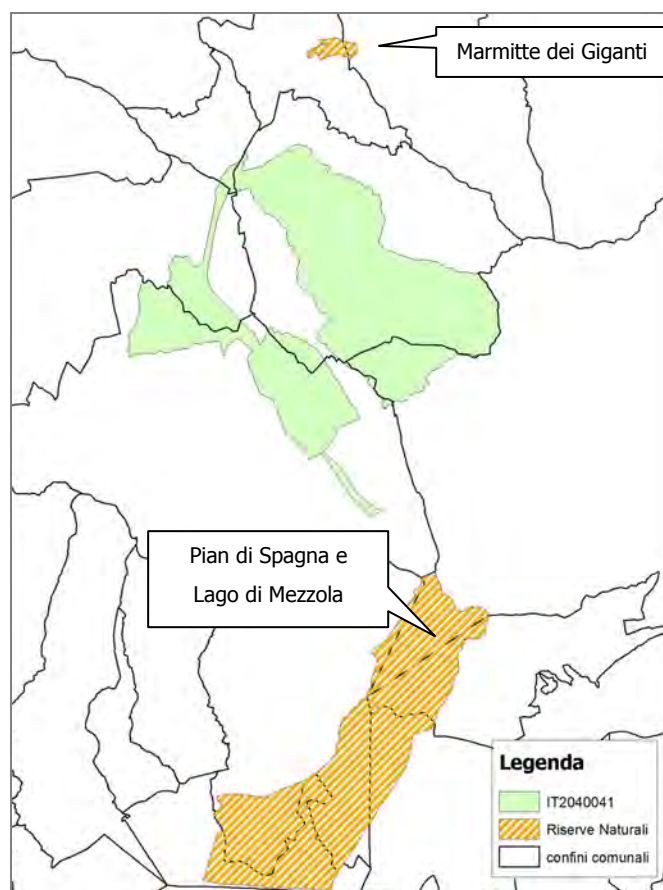 Marmitte dei Giganti
Pian di Spagna e
Lago di Mezzola
Legenda
IT2040041
Riserve Naturali
confini comunali